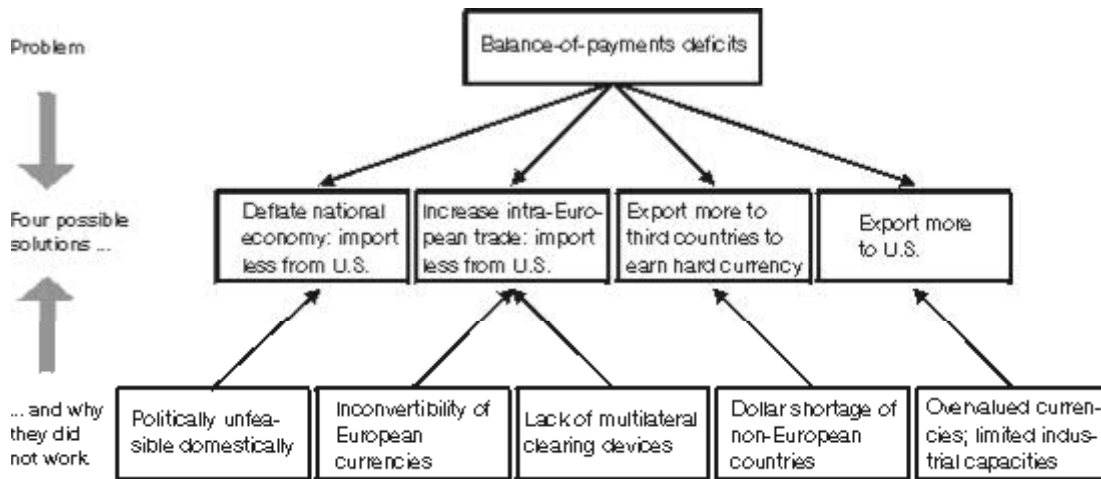 Problem
Balance-of-payments deficits
Four possible
solutions ...
Deflate national
economy: import
less from U.S.
Increase intra-Euro-
pean trade: import
less from U.S.
Export more to
third countries to
earn hard currency
Export more
to U.S.
... and why
they did
not work.
Politically unfea-
sible domestically
Inconvertibility of
European
currencies
Lack of multilateral
clearing devices
Dollar shortage of
non-European
countries
Overvalued curren-
cies; limited indus-
trial capacities